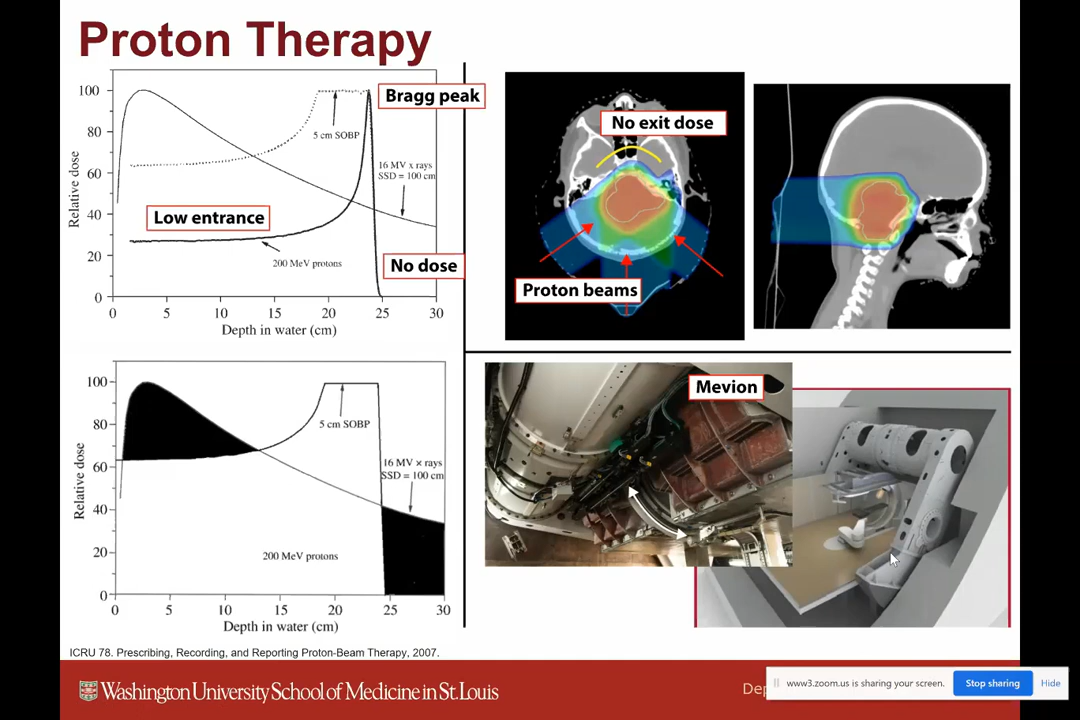 Proton Therapy
100
80
60
40
20
0
Relative dose
Bragg peak
5 cm SOBP
16 MV x rays
SSD = 100 cm
Low entrance
200 MeV protons
No dose
0 5 10 15 20 25 30
Depth in water (cm)
No exit dose
Proton beams
100
80
60
40
20
0
Relative dose
5 cm SOBP
16 MV × rays
SSD = 100 cm
200 MeV protons
0 5 10 15 20 25 30
Depth in water (cm)
Mevion
ICRU 78. Prescribing, Recording, and Reporting Proton-Beam Therapy, 2007.
Washington University School of Medicine in St. Louis
www3.zoom.us is sharing your screen.
Stop sharing
Hide